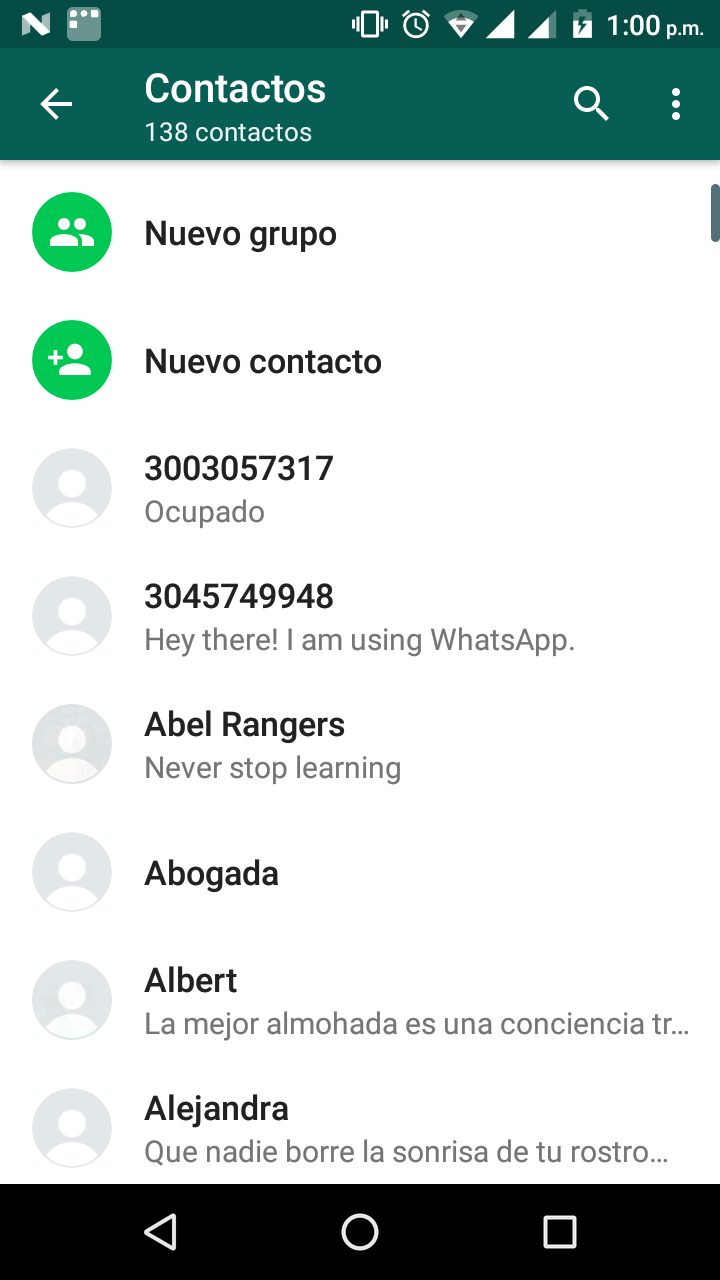 1:00 p.m.
Contactos
138 contactos
Nuevo grupo
Nuevo contacto
3003057317
Ocupado
3045749948
Hey there! I am using WhatsApp.
Abel Rangers
Never stop learning
Abogada
Albert
La mejor almohada es una conciencia tr...
Alejandra
Que nadie borre la sonrisa de tu rostro...